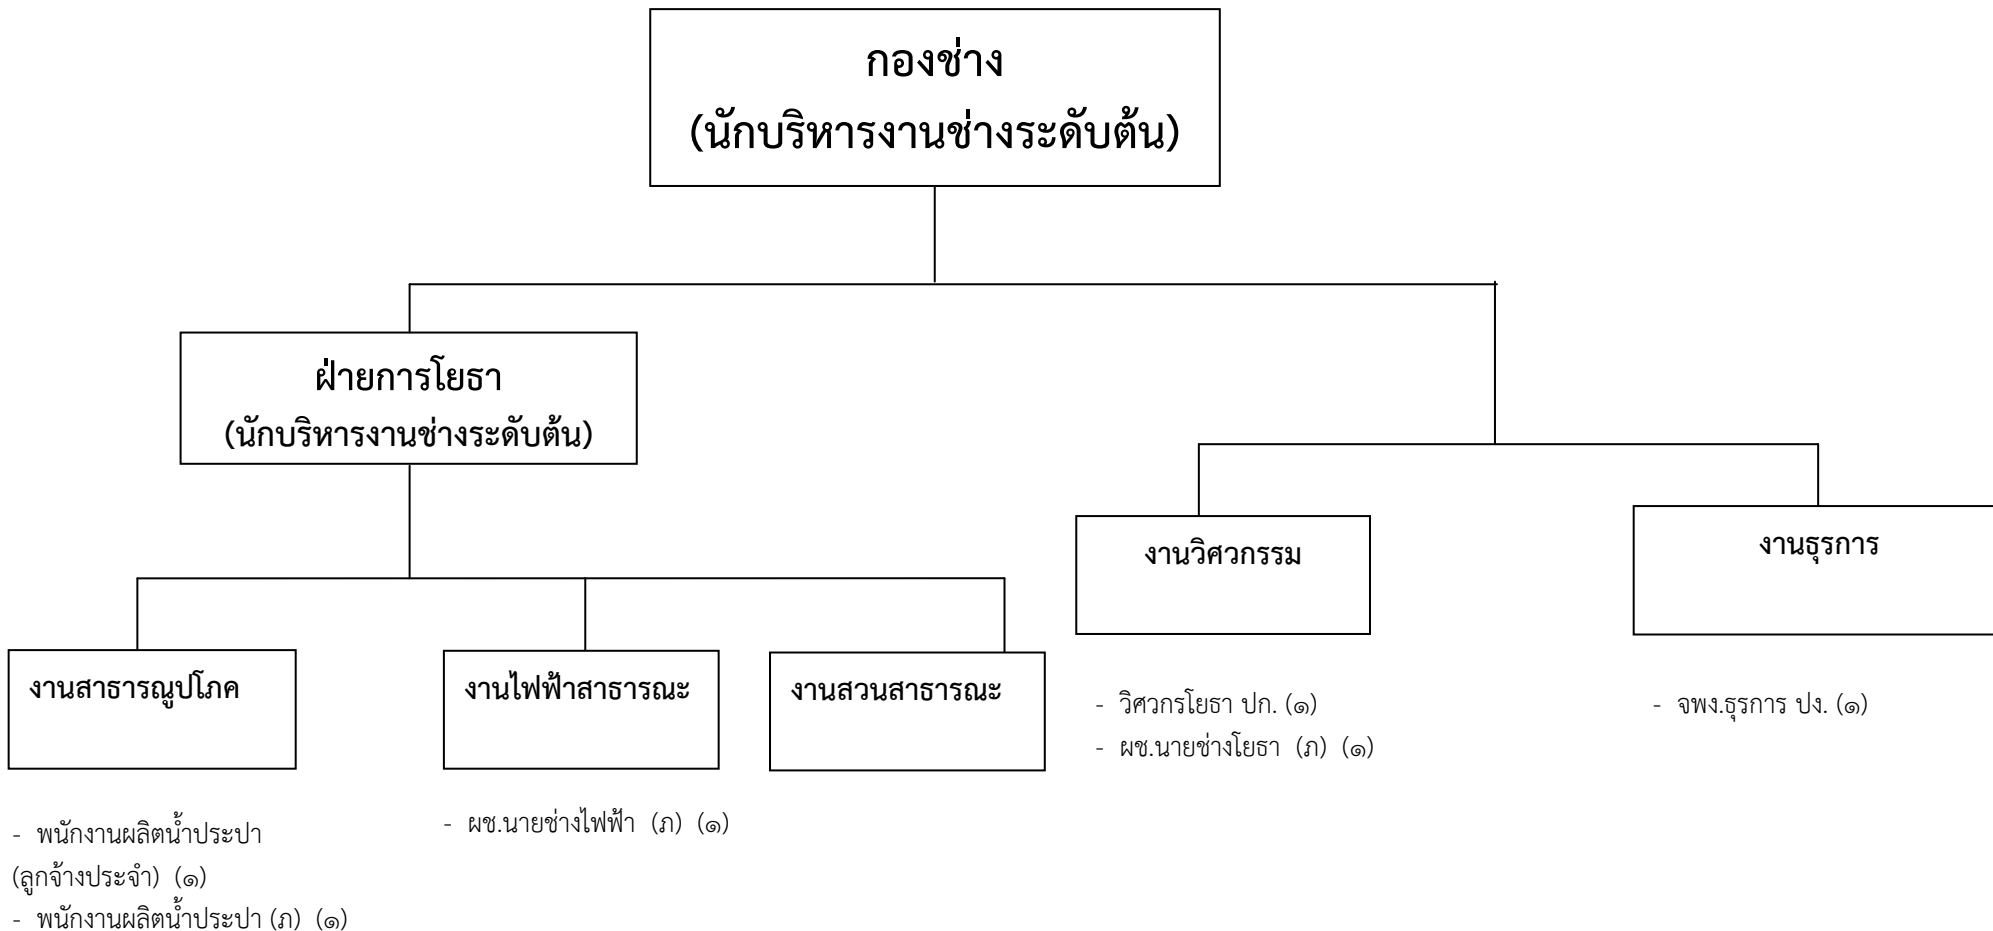 กองช่าง
(นักบริหารงานช่างระดับต้น)
ฝ่ายการโยธา
(นักบริหารงานช่างระดับต้น)
งานวิศวกรรม
งานธุรการ
งานสาธารณูปโภค
งานไฟฟ้าสาธารณะ
งานสวนสาธารณะ
- วิศวกรโยธา ปก. (๑)
- ผช.นายช่างโยธา (ภ) (๑)
- จพง.ธุรการ ปง. (๑)
- พนักงานผลิตน้ำประปา
(ลูกจ้างประจำ) (๑)
- พนักงานผลิตน้ำประปา (ภ) (๑)
- ผช.นายช่างไฟฟ้า (ภ) (๑)